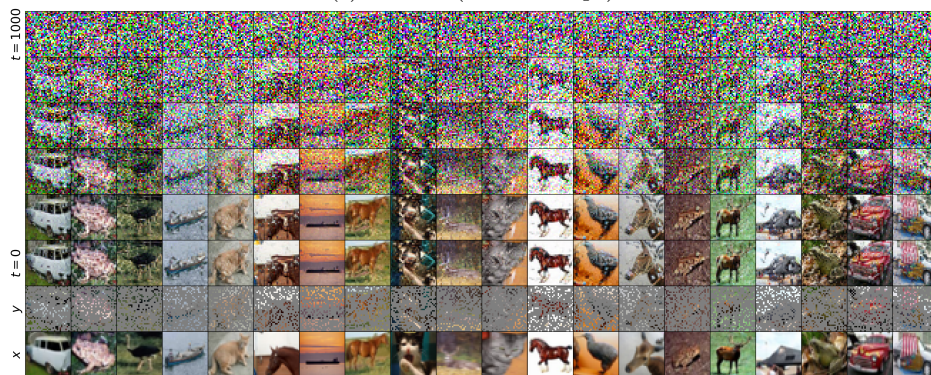 t = 1000
t = 0
y
x